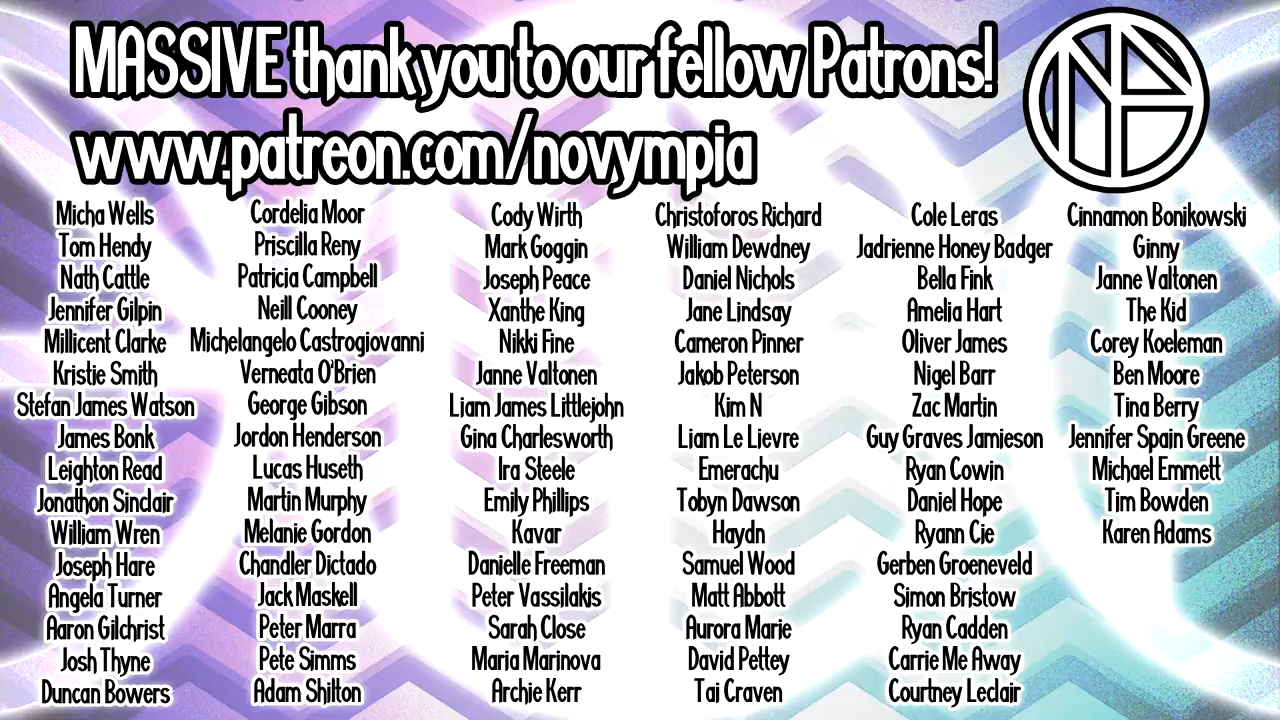 MASSIVE thank you to our fellow Patrons!
www.patreon.com/novympia
Micha Wells
Tom Hendy
Nath Cattle
Jennifer Gilpin
Millicent Clarke
Kristie Smith
Stefan James Watson
James Bonk
Leighton Read
Jonathon Sinclair
William Wren
Joseph Hare
Angela Turner
Aaron Gilchrist
Josh Thyne
Duncan Bowers
Cordelia Moor
Priscilla Reny
Patricia Campbell
Neill Cooney
Michelangelo Castrogiovanni
Verneata O'Brien
George Gibson
Jordon Henderson
Lucas Huseth
Martin Murphy
Melanie Gordon
Chandler Dictado
Jack Maskell
Peter Marra
Pete Simms
Adam Shilton
Cody Wirth
Mark Goggin
Joseph Peace
Xanthe King
Nikki Fine
Janne Valtonen
Liam James Littlejohn
Gina Charlesworth
Ira Steele
Emily Phillips
Kavar
Danielle Freeman
Peter Vassilakis
Sarah Close
Maria Marinova
Archie Kerr
Christoforos Richard
William Dewdney
Daniel Nichols
Jane Lindsay
Cameron Pinner
Jakob Peterson
Kim N
Liam Le Lievre
Emerachu
Tobyn Dawson
Haydn
Samuel Wood
Matt Abbott
Aurora Marie
David Pettey
Tai Craven
Cole Leras
Jadrienne Honey Badger
Bella Fink
Amelia Hart
Oliver James
Nigel Barr
Zac Martin
Guy Graves Jamieson
Ryan Cowin
Daniel Hope
Ryann Cie
Gerben Groeneveld
Simon Bristow
Ryan Cadden
Carrie Me Away
Courtney Leclair
Cinnamon Bonikowski
Ginny
Janne Valtonen
The Kid
Corey Koeleman
Ben Moore
Tina Berry
Jennifer Spain Greene
Michael Emmett
Tim Bowden
Karen Adams